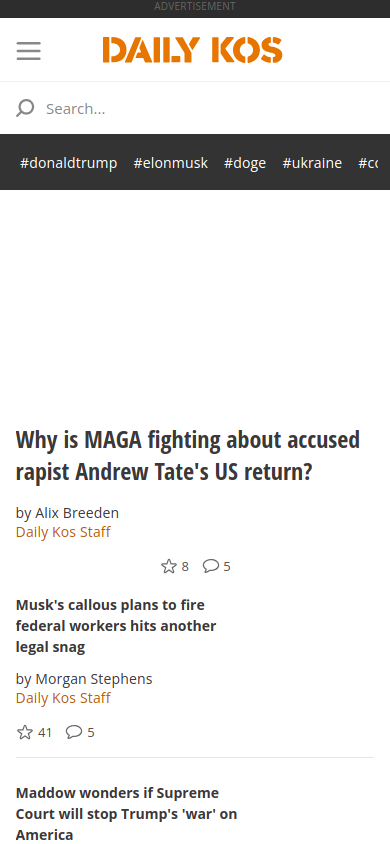 ADVERTISEMENT
DAILY KOS
Search...
#donaldtrump #elonmusk #doge #ukraine
Why is MAGA fighting about accused
rapist Andrew Tate's US return?
by Alix Breeden
Daily Kos Staff
8 5
Musk's callous plans to fire
federal workers hits another
legal snag
by Morgan Stephens
Daily Kos Staff
41 5
Maddow wonders if Supreme
Court will stop Trump's 'war' on
America